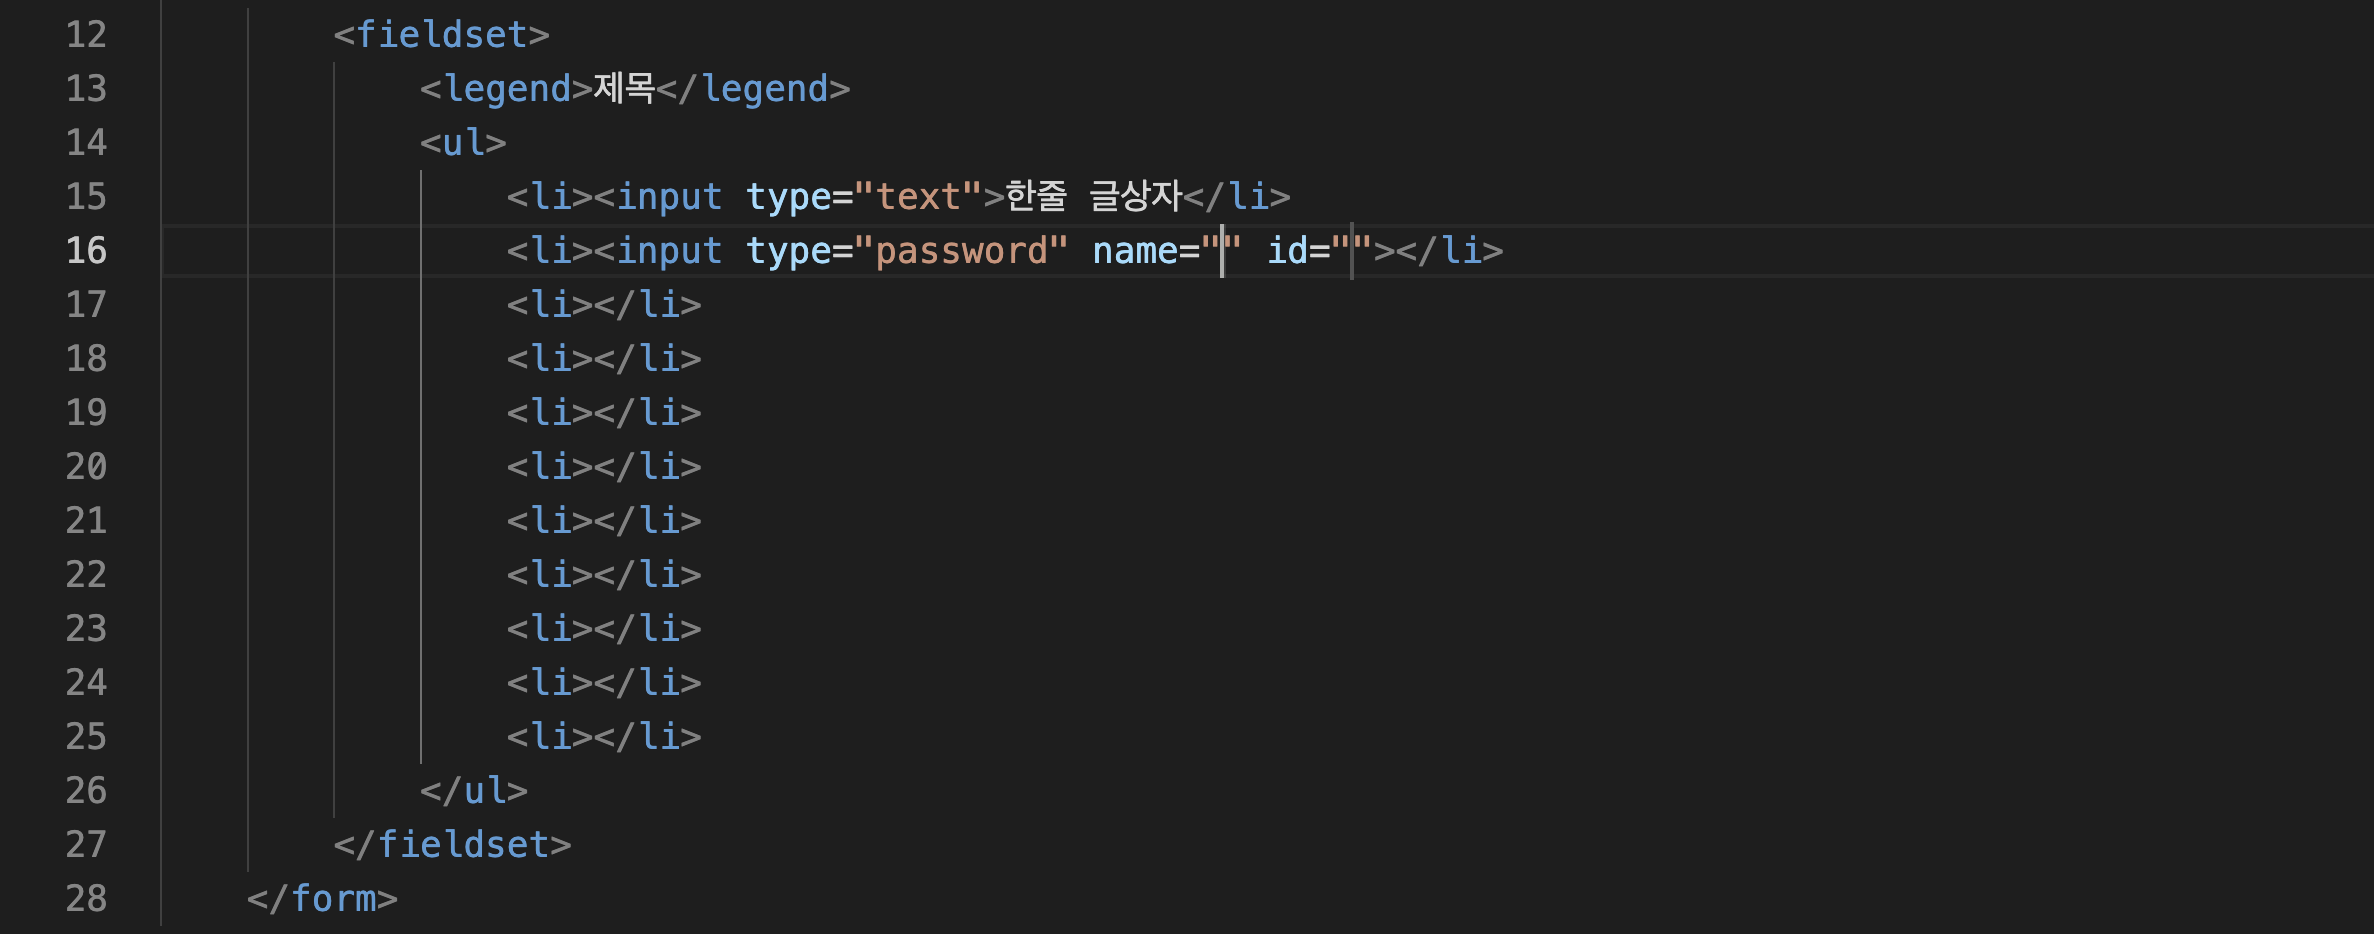 12 <fieldset>
13 <legend>제목</legend>
14 <ul>
15 <li><input type="text">한줄 글상자</li>
16 <li><input type="password" name="" id=""></li>
17 <li></li>
18 <li></li>
19 <li></li>
20 <li></li>
21 <li></li>
22 <li></li>
23 <li></li>
24 <li></li>
25 <li></li>
26 </ul>
27 </fieldset>
28 </form>